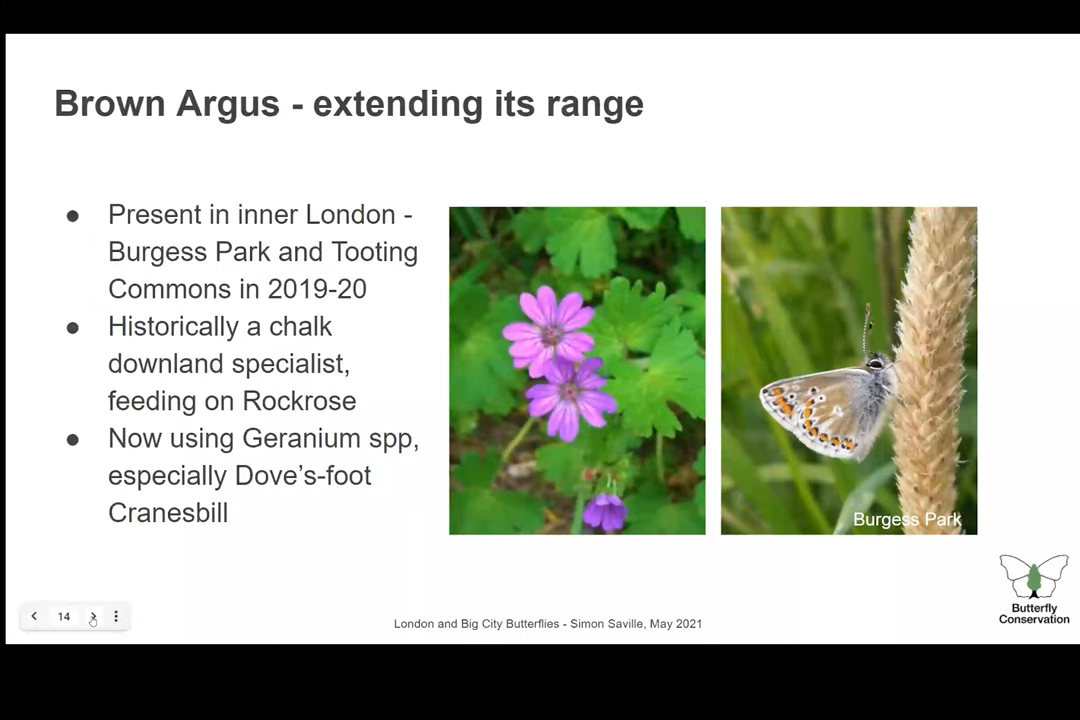 Brown Argus - extending its range
● Present in inner London -
Burgess Park and Tooting
Commons in 2019-20
● Historically a chalk
downland specialist,
feeding on Rockrose
● Now using Geranium spp,
especially Dove’s-foot
Cranesbill
Burgess Park
Butterfly
Conservation
14
London and Big City Butterflies - Simon Saville, May 2021